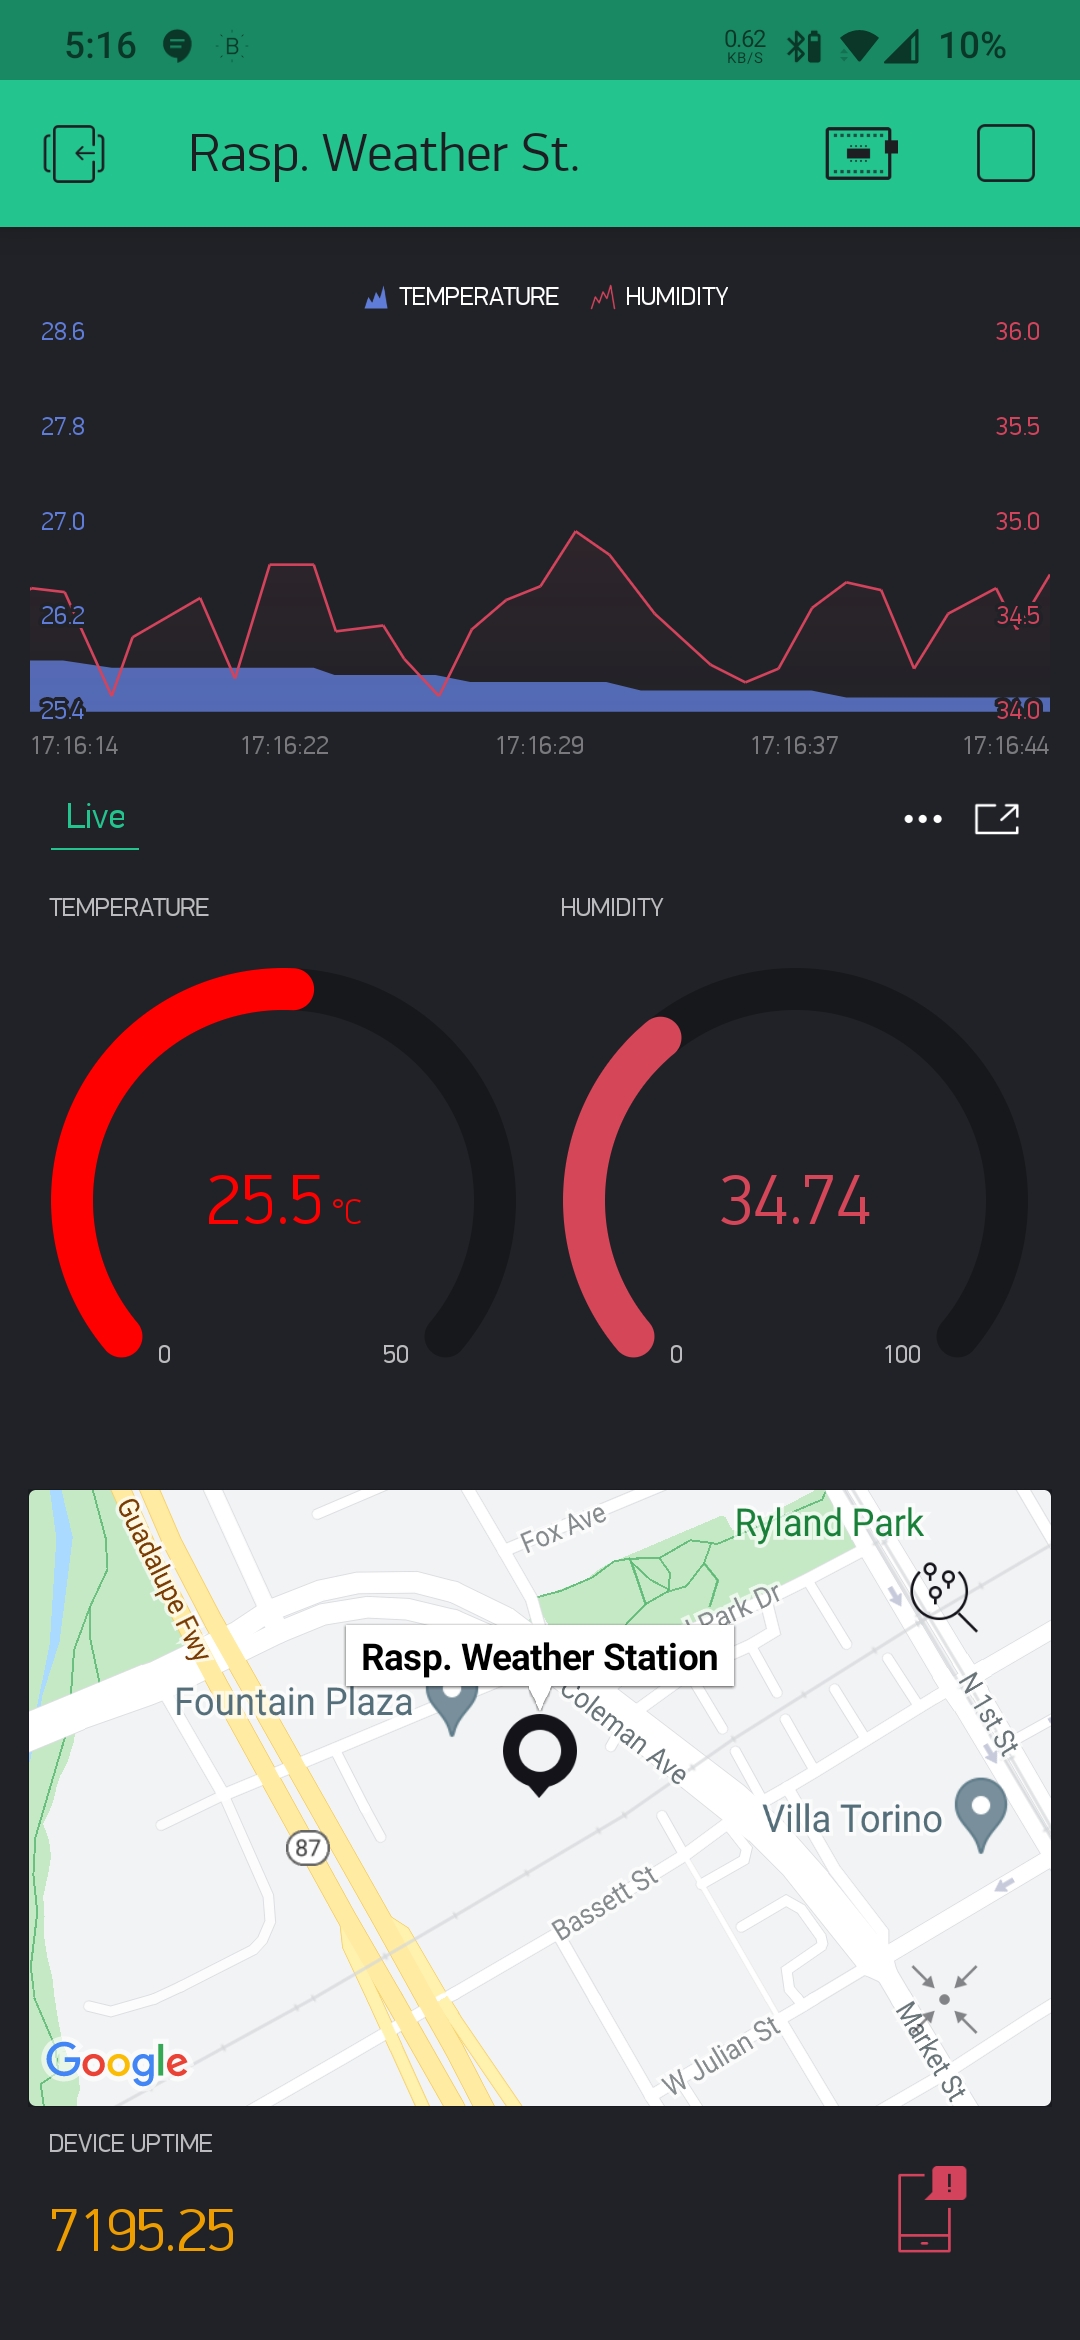 5:16 B 0.62 KB/S 10%
Rasp. Weather St.
TEMPERATURE HUMIDITY
28.6 36.0
27.8 35.5
27.0 35.0
26.2 34.5
25.4 34.0
17:16:14 17:16:22 17:16:29 17:16:37 17:16:44
Live
TEMPERATURE HUMIDITY
25.5 °C 34.74
0 50 0 100
Guadalupe Fwy
Fox Ave
Ryland Park
Park Dr
Rasp. Weather Station
Fountain Plaza
Coleman Ave
N 1st St
Villa Torino
87
Bassett St
W Julian St
Market St
Google
DEVICE UPTIME
7195.25
!